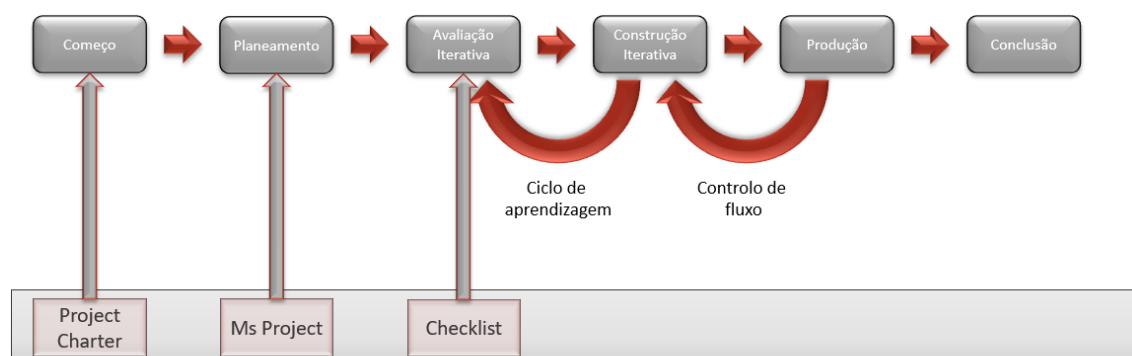 Começo
Planeamento
Avaliação
Iterativa
Construção
Iterativa
Produção
Conclusão
Ciclo de
aprendizagem
Controlo de
fluxo
Project
Charter
Ms Project
Checklist